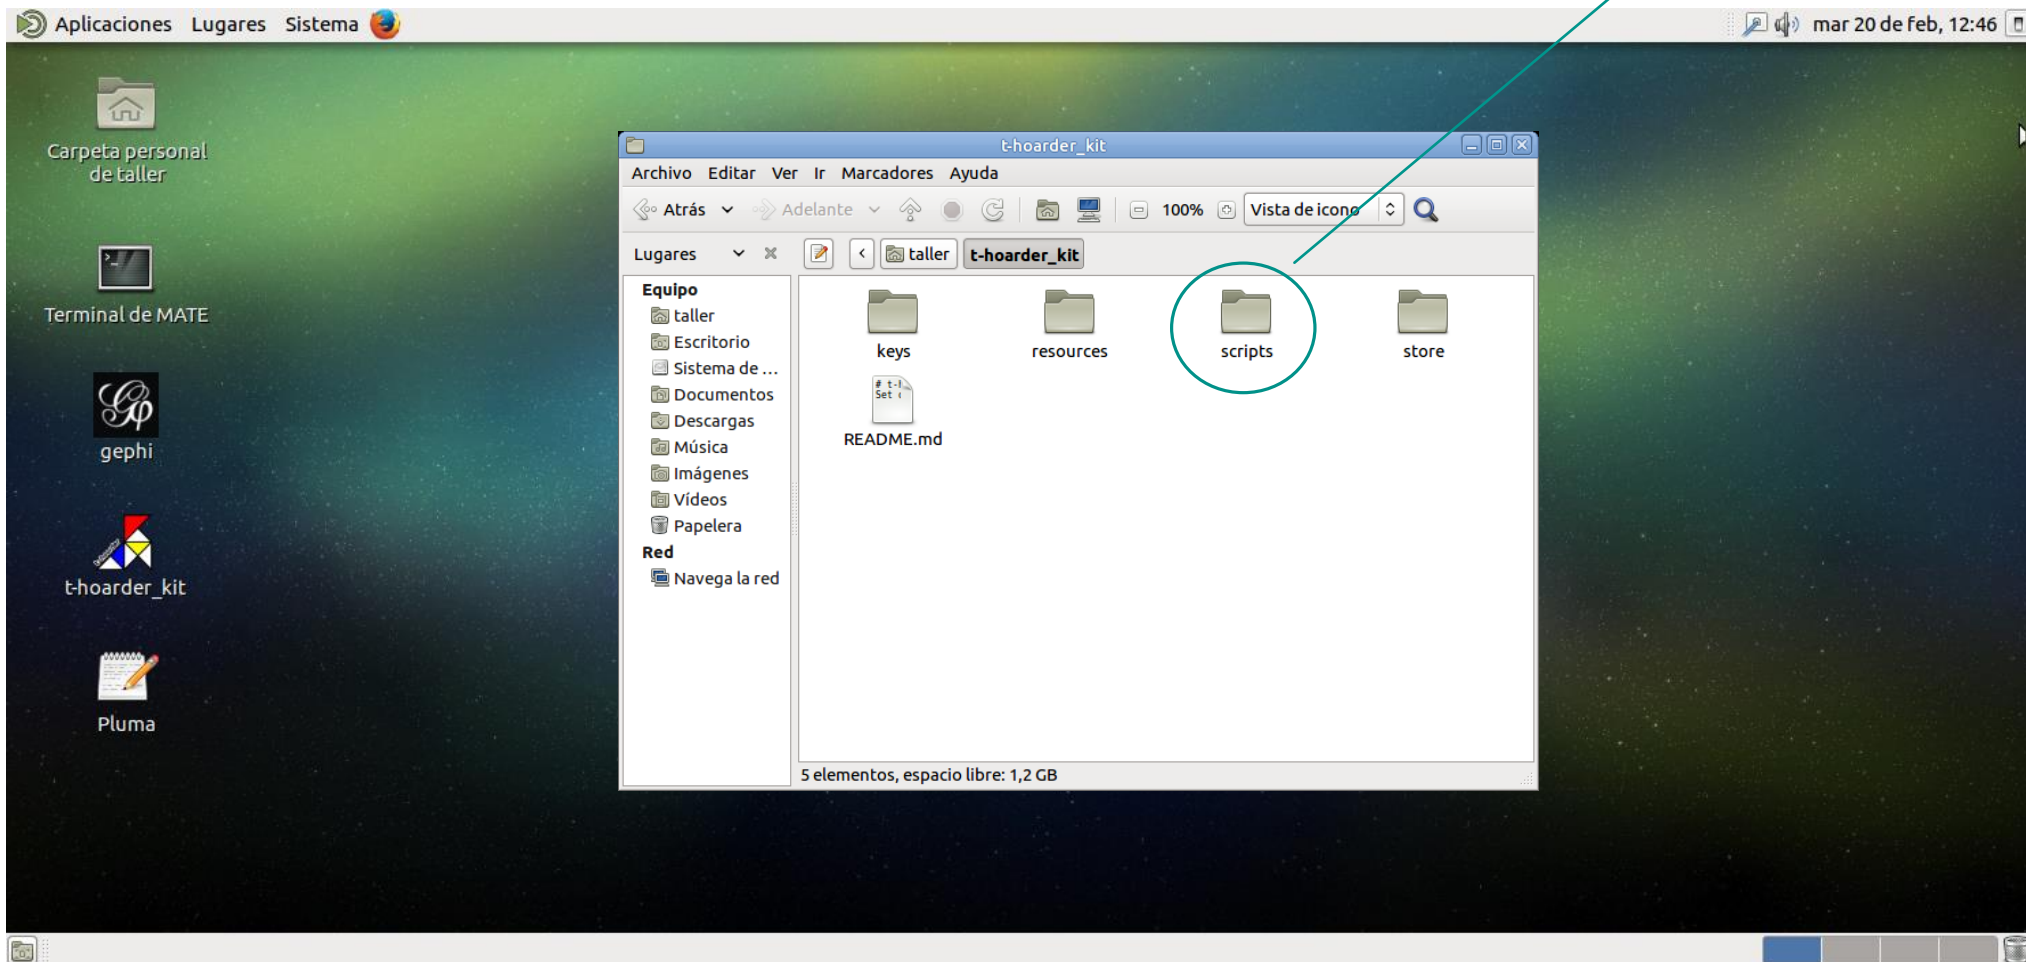 Aplicaciones Lugares Sistema
mar 20 de feb, 12:46
Carpeta personal
de taller
Terminal de MATE
gephi
t-hoarder_kit
Pluma
t-hoarder_kit
Archivo Editar Ver Ir Marcadores Ayuda
Atrás Adelante 100% Vista de icono
Lugares taller t-hoarder_kit
Equipo
taller
Escritorio
Sistema de ...
Documentos
Descargas
Música
Imágenes
Vídeos
Papelera
Red
Navega la red
keys resources scripts store
# t-
Set
README.md
5 elementos, espacio libre: 1,2 GB